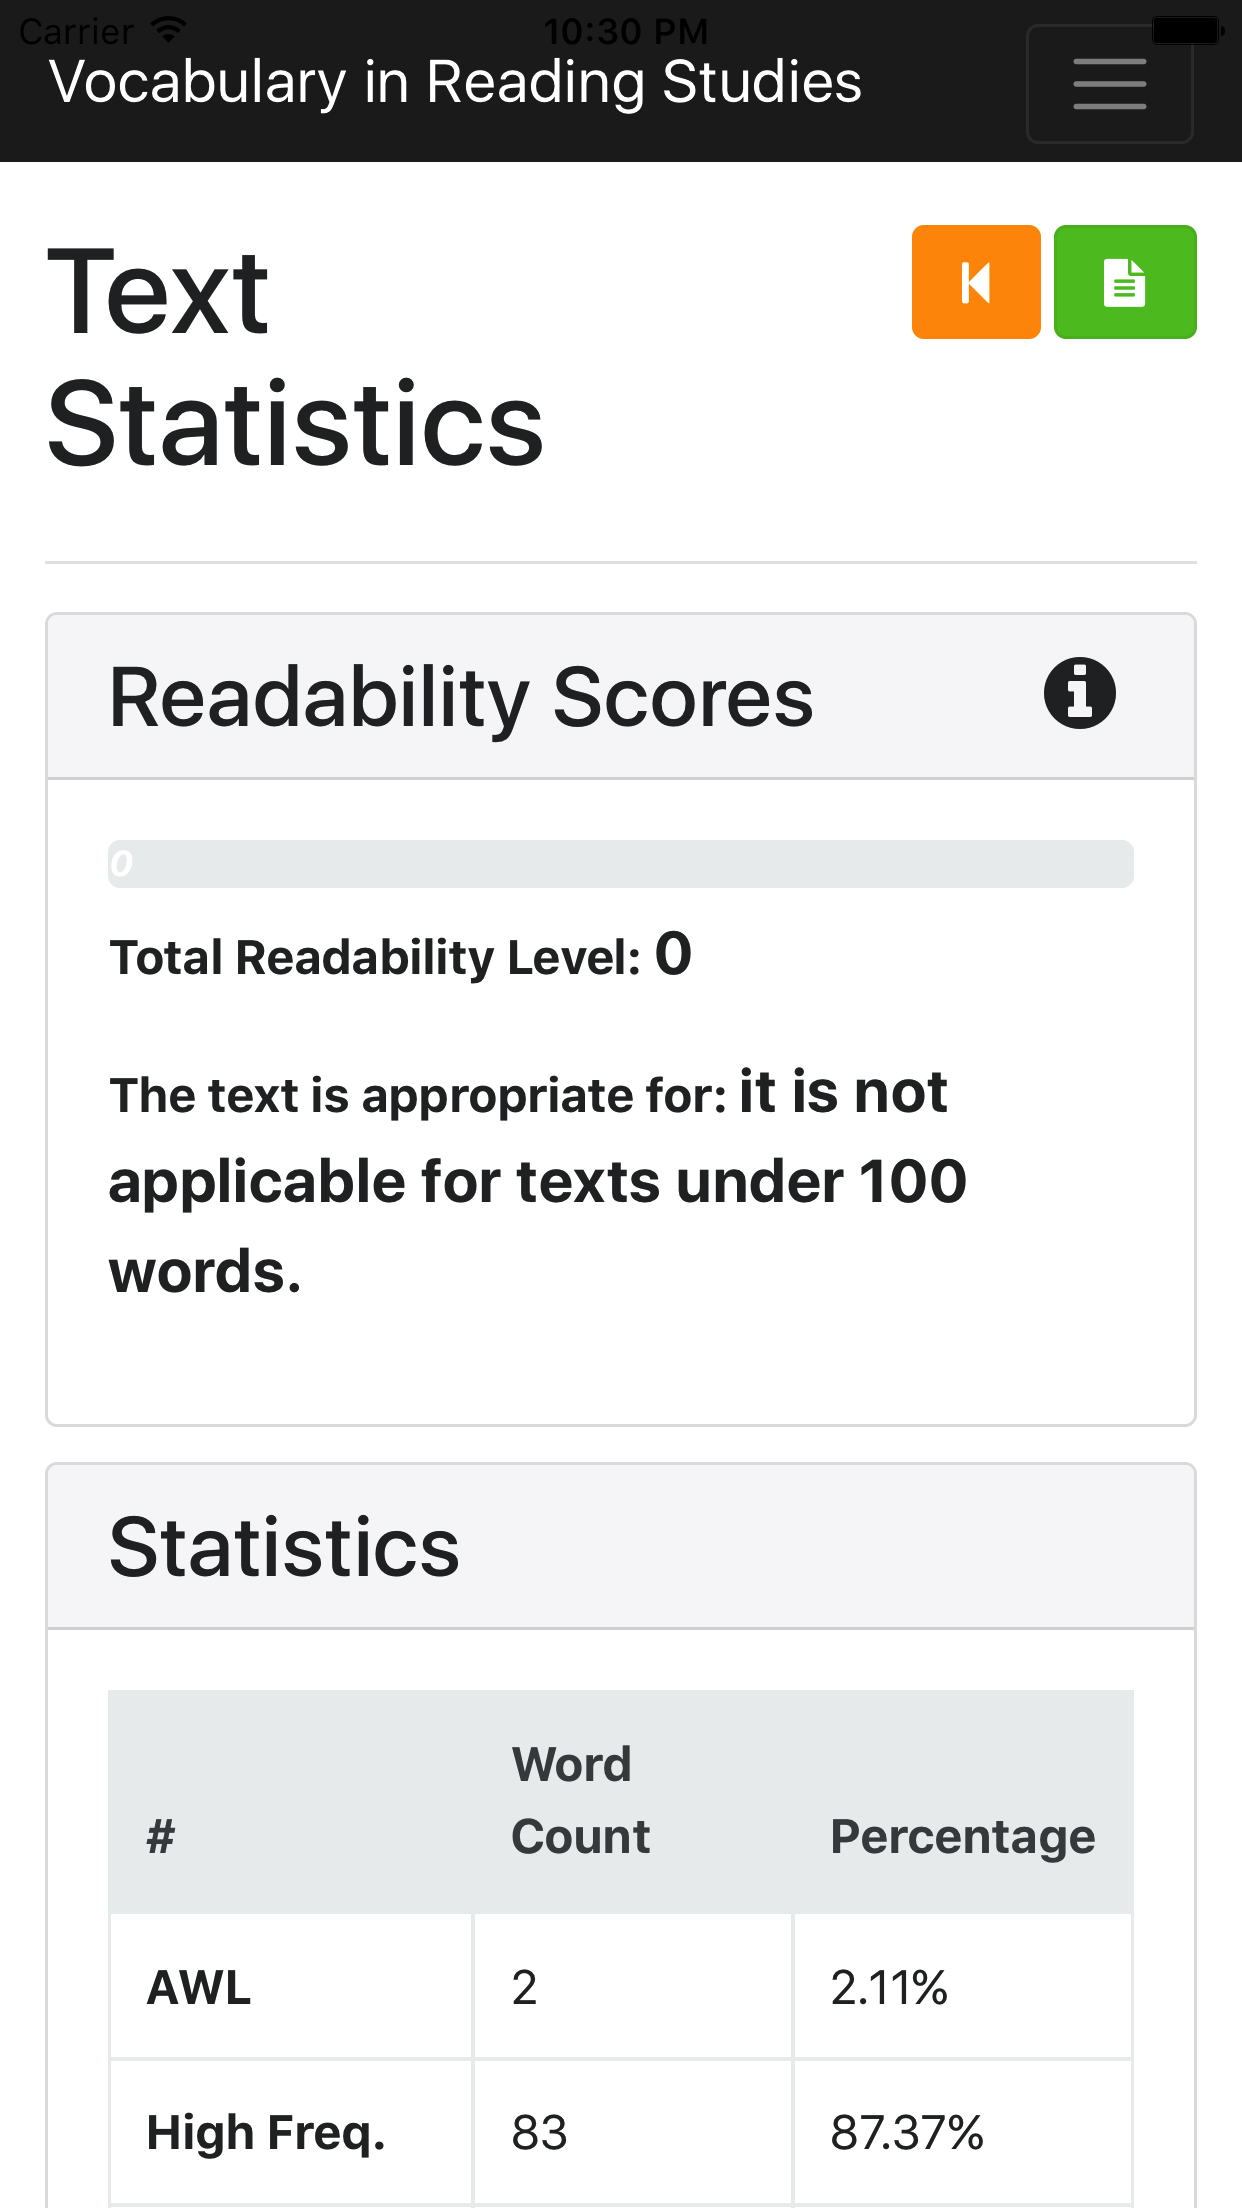 Carrier 10:30 PM
Vocabulary in Reading Studies
Text
Statistics
Readability Scores
0
Total Readability Level: 0
The text is appropriate for: it is not
applicable for texts under 100
words.
Statistics
# Word Count Percentage
AWL 2 2.11%
High Freq. 83 87.37%